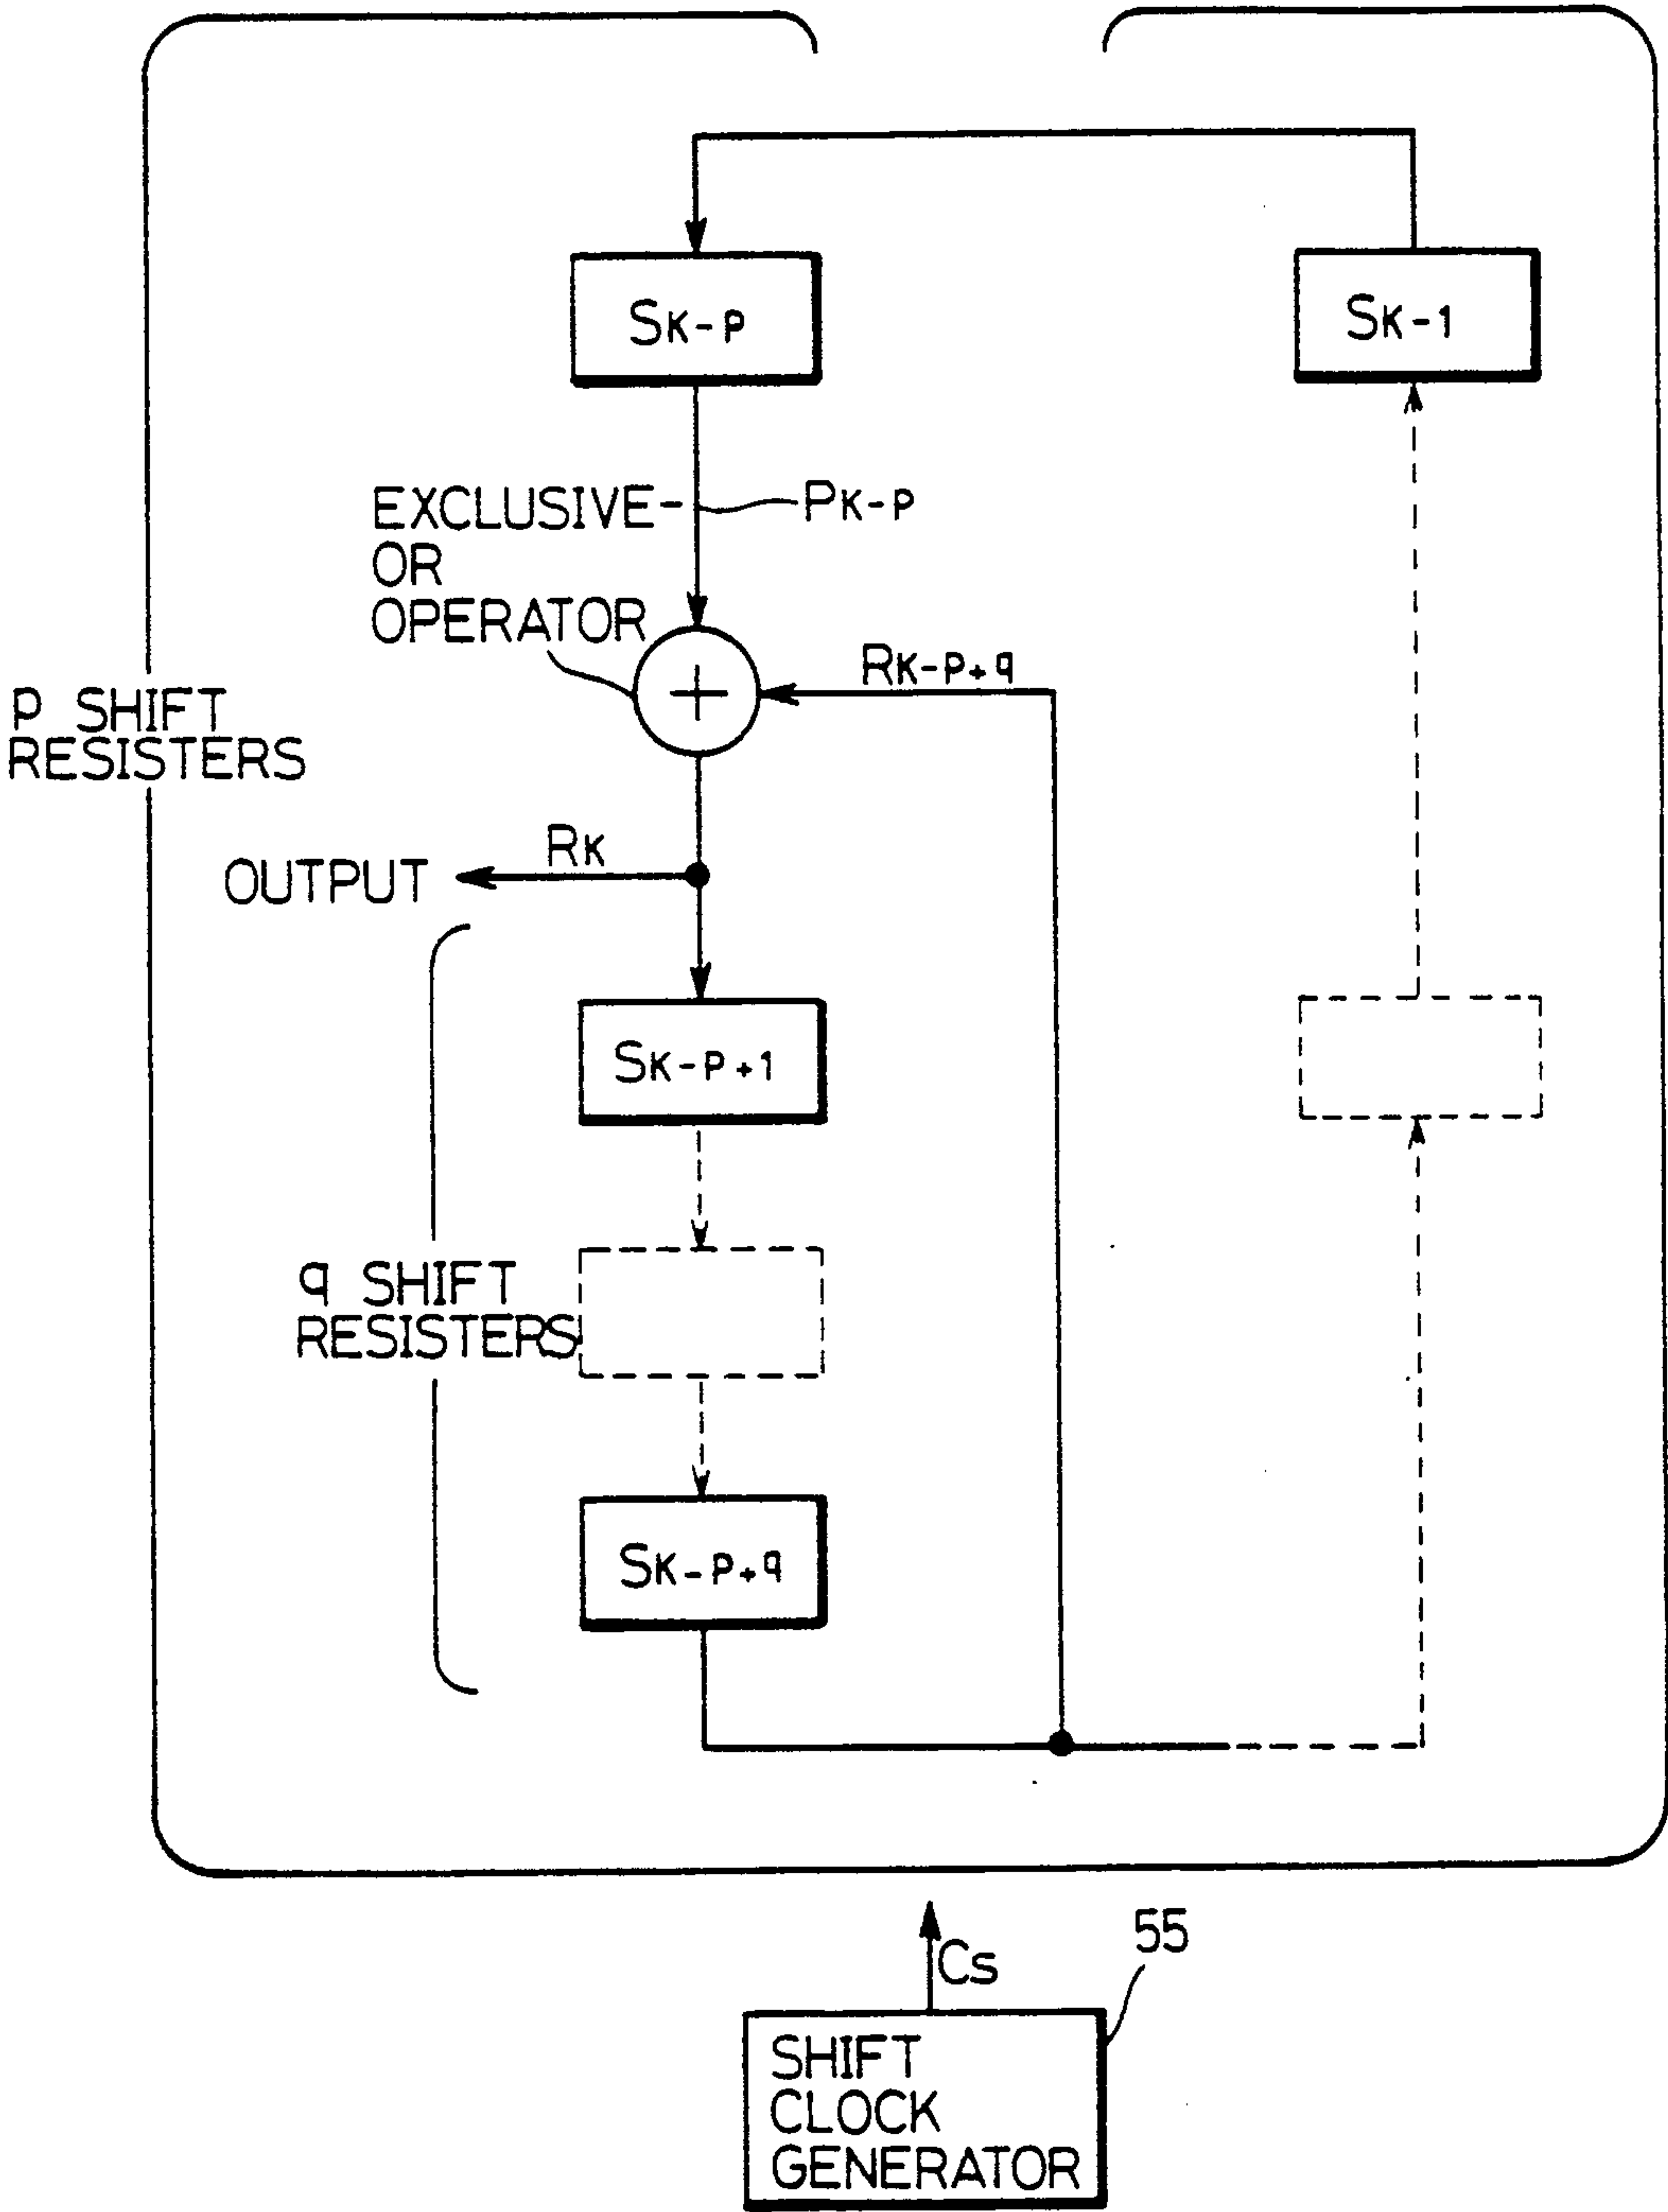 SK-P
SK-1
EXCLUSIVE-
OR
OPERATOR
PK-P
RK-P+q
P SHIFT
RESISTERS
RK
OUTPUT
SK-P+1
q SHIFT
RESISTERS
SK-P+q
Cs
55
SHIFT
CLOCK
GENERATOR